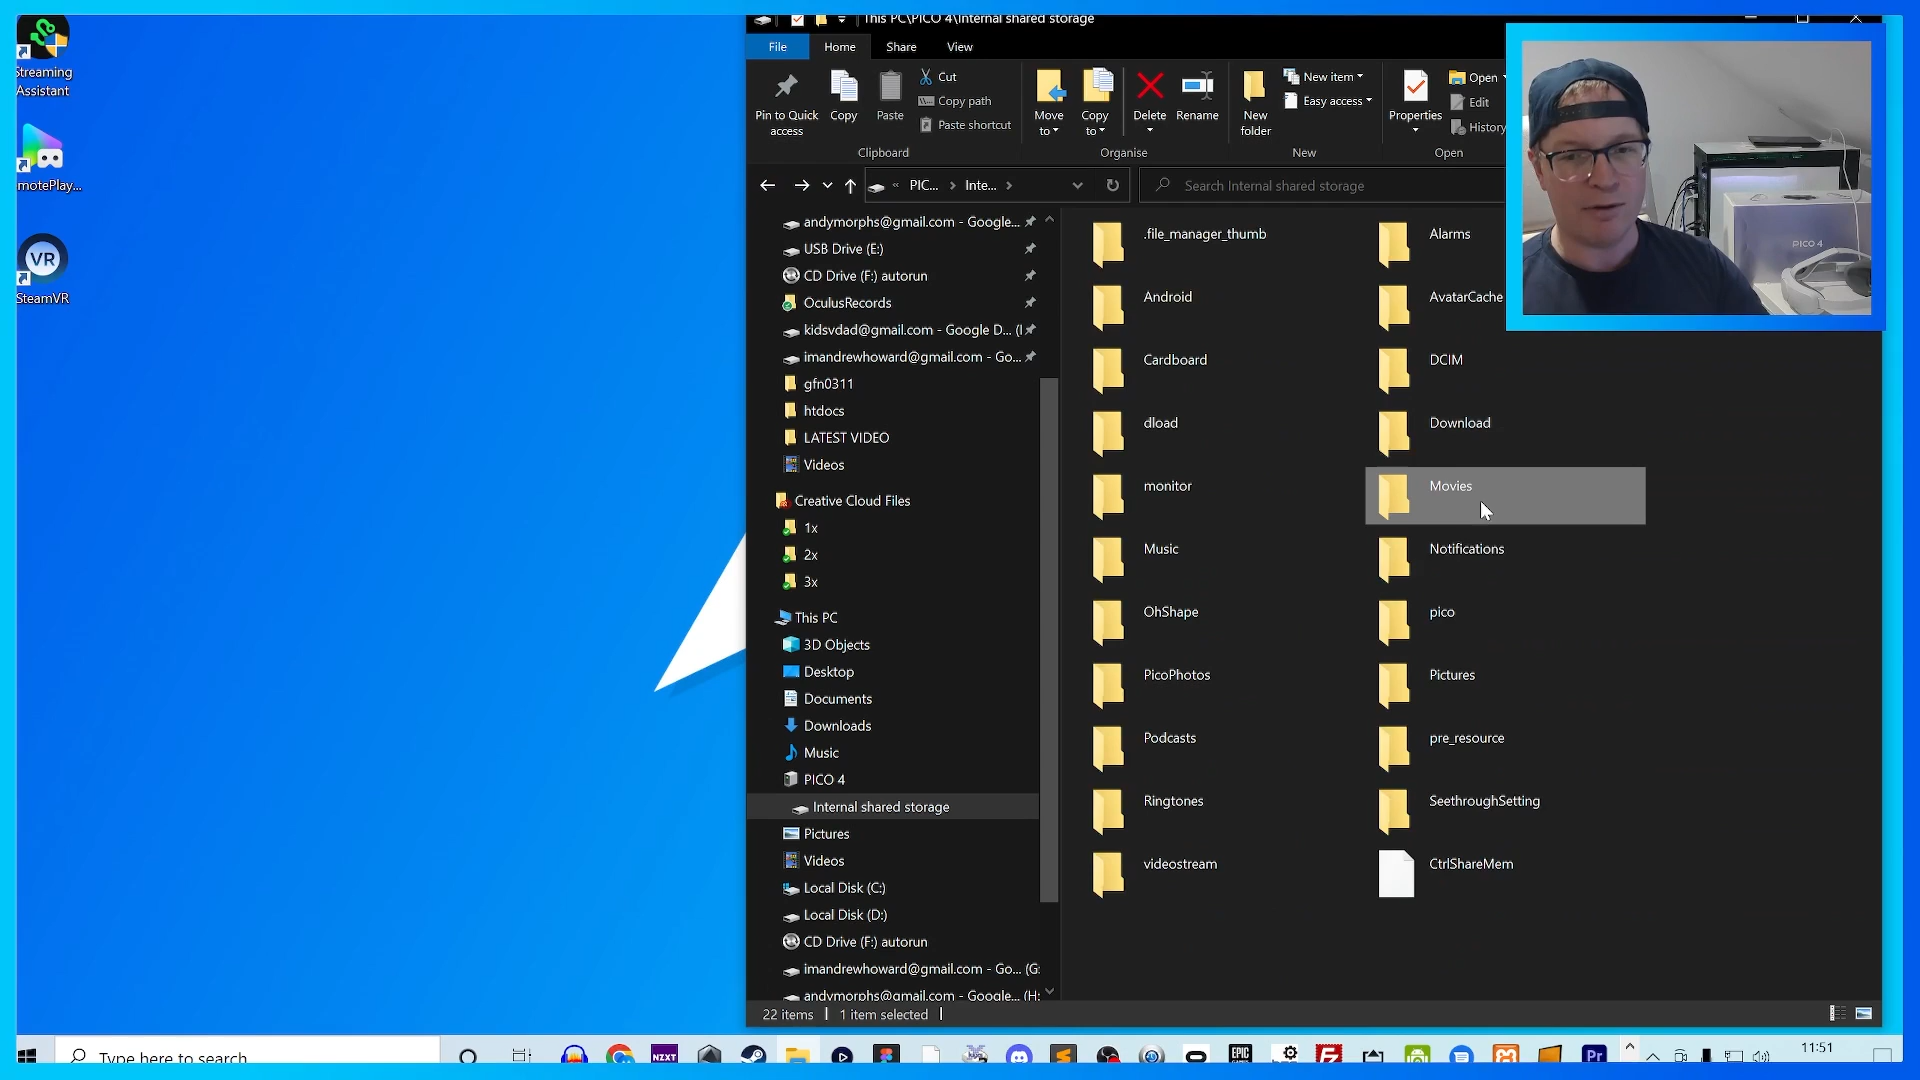 Streaming
Assistant
motePlay...
VR
SteamVR
This PC\PICO 4\Internal shared storage
File
Home
Share
View
Pin to Quick
access
Copy
Paste
Cut
Copy path
Paste shortcut
Clipboard
Move
to
Copy
to
Delete
Rename
Organise
New
folder
New item
Easy access
New
Properties
Open
Edit
History
Open
« PIC... > Inte... >
Search Internal shared storage
PICO 4
andymorphs@gmail.com - Google...
USB Drive (E:)
CD Drive (F:) autorun
OculusRecords
kidsvdad@gmail.com - Google D... (I
imandrewhoward@gmail.com - Go...
gfn0311
htdocs
LATEST VIDEO
Videos
Creative Cloud Files
1x
2x
3x
This PC
3D Objects
Desktop
Documents
Downloads
Music
PICO 4
Internal shared storage
Pictures
Videos
Local Disk (C:)
Local Disk (D:)
CD Drive (F:) autorun
imandrewhoward@gmail.com - Go... (G:
andymorphs@gmail.com - Google... (H:
.file_manager_thumb
Alarms
Android
AvatarCache
Cardboard
DCIM
dload
Download
monitor
Movies
Music
Notifications
OhShape
pico
PicoPhotos
Pictures
Podcasts
pre_resource
Ringtones
SeethroughSetting
videostream
CtrlShareMem
22 items
1 item selected
Type here to search
NZXT
EPIC
Pr
11:51